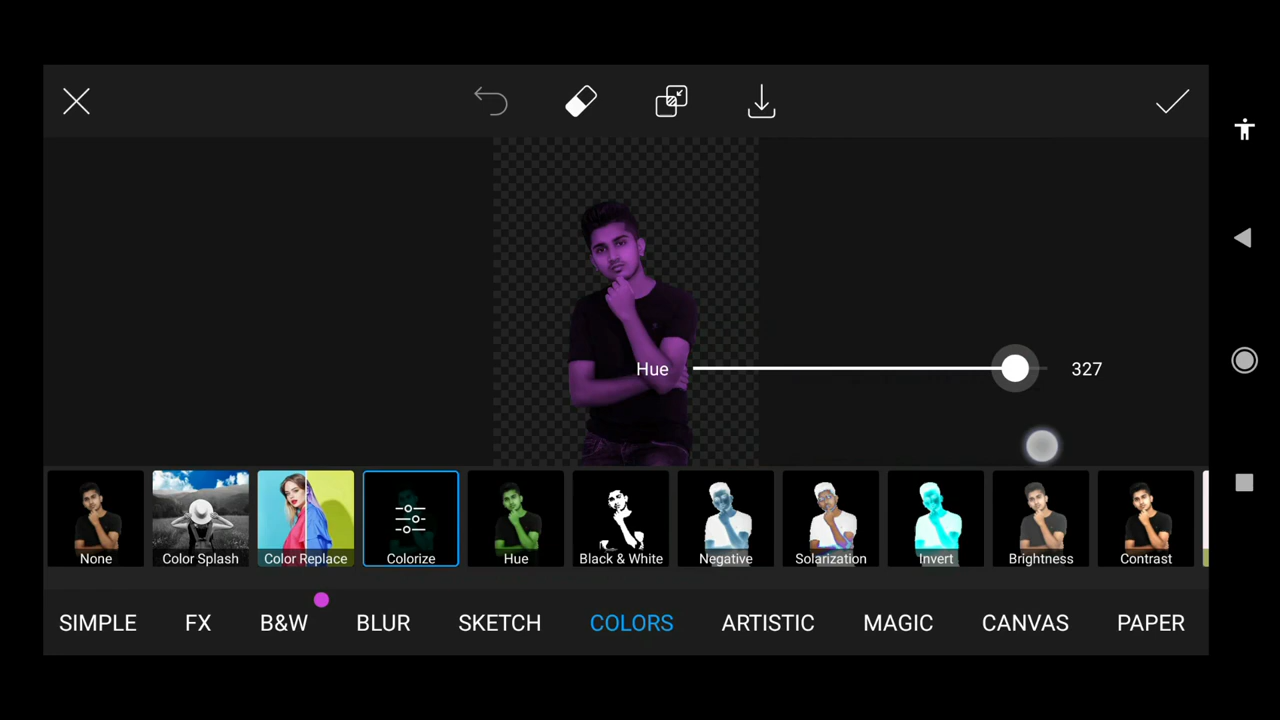 Hue 327
None Color Splash Color Replace Colorize Hue Black & White Negative Solarization Invert Brightness Contrast
SIMPLE FX B&W BLUR SKETCH COLORS ARTISTIC MAGIC CANVAS PAPER